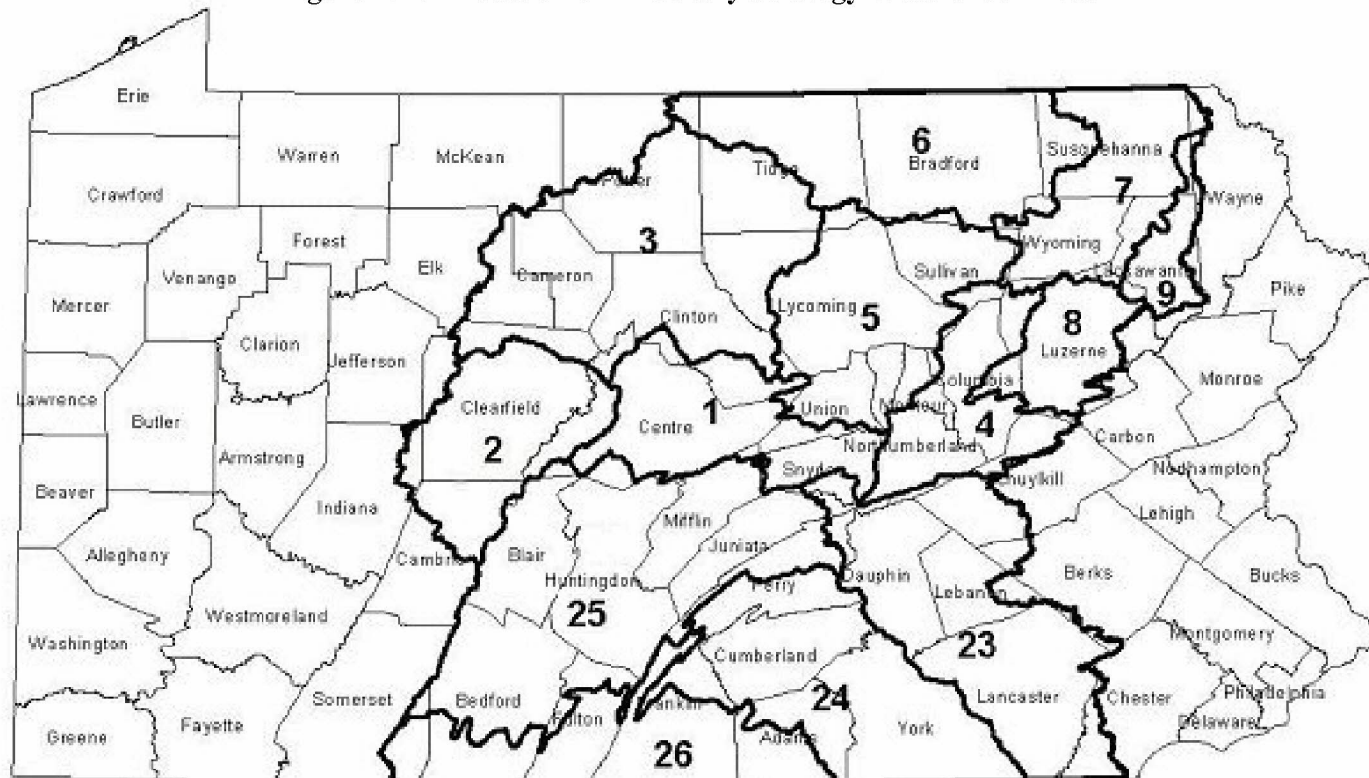 Erie
Warren
McKean
6
Bradford
Susquehanna
Tioga
Crawford
Potter
7
Wayne
Forest
3
Wyoming
Venango
Elk
Cameron
Sullivan
Lackawanna
Mercer
Lycoming
5
9
Pike
Clinton
8
Clarion
Jefferson
Luzerne
Lawrence
Columbia
Monroe
Clearfield
1
Union
Montour
Butler
Centre
4
Carbon
2
Northumberland
Armstrong
Snyder
Northampton
Beaver
Schuylkill
Indiana
Mifflin
Lehigh
Allegheny
Juniata
Cambria
Blair
Huntingdon
Perry
Dauphin
Berks
Bucks
Lebanon
25
Westmoreland
Washington
Montgomery
23
Cumberland
Somerset
Bedford
24
Lancaster
Chester
Philadelphia
Fulton
Franklin
Fayette
Delaware
Greene
York
Adams
26